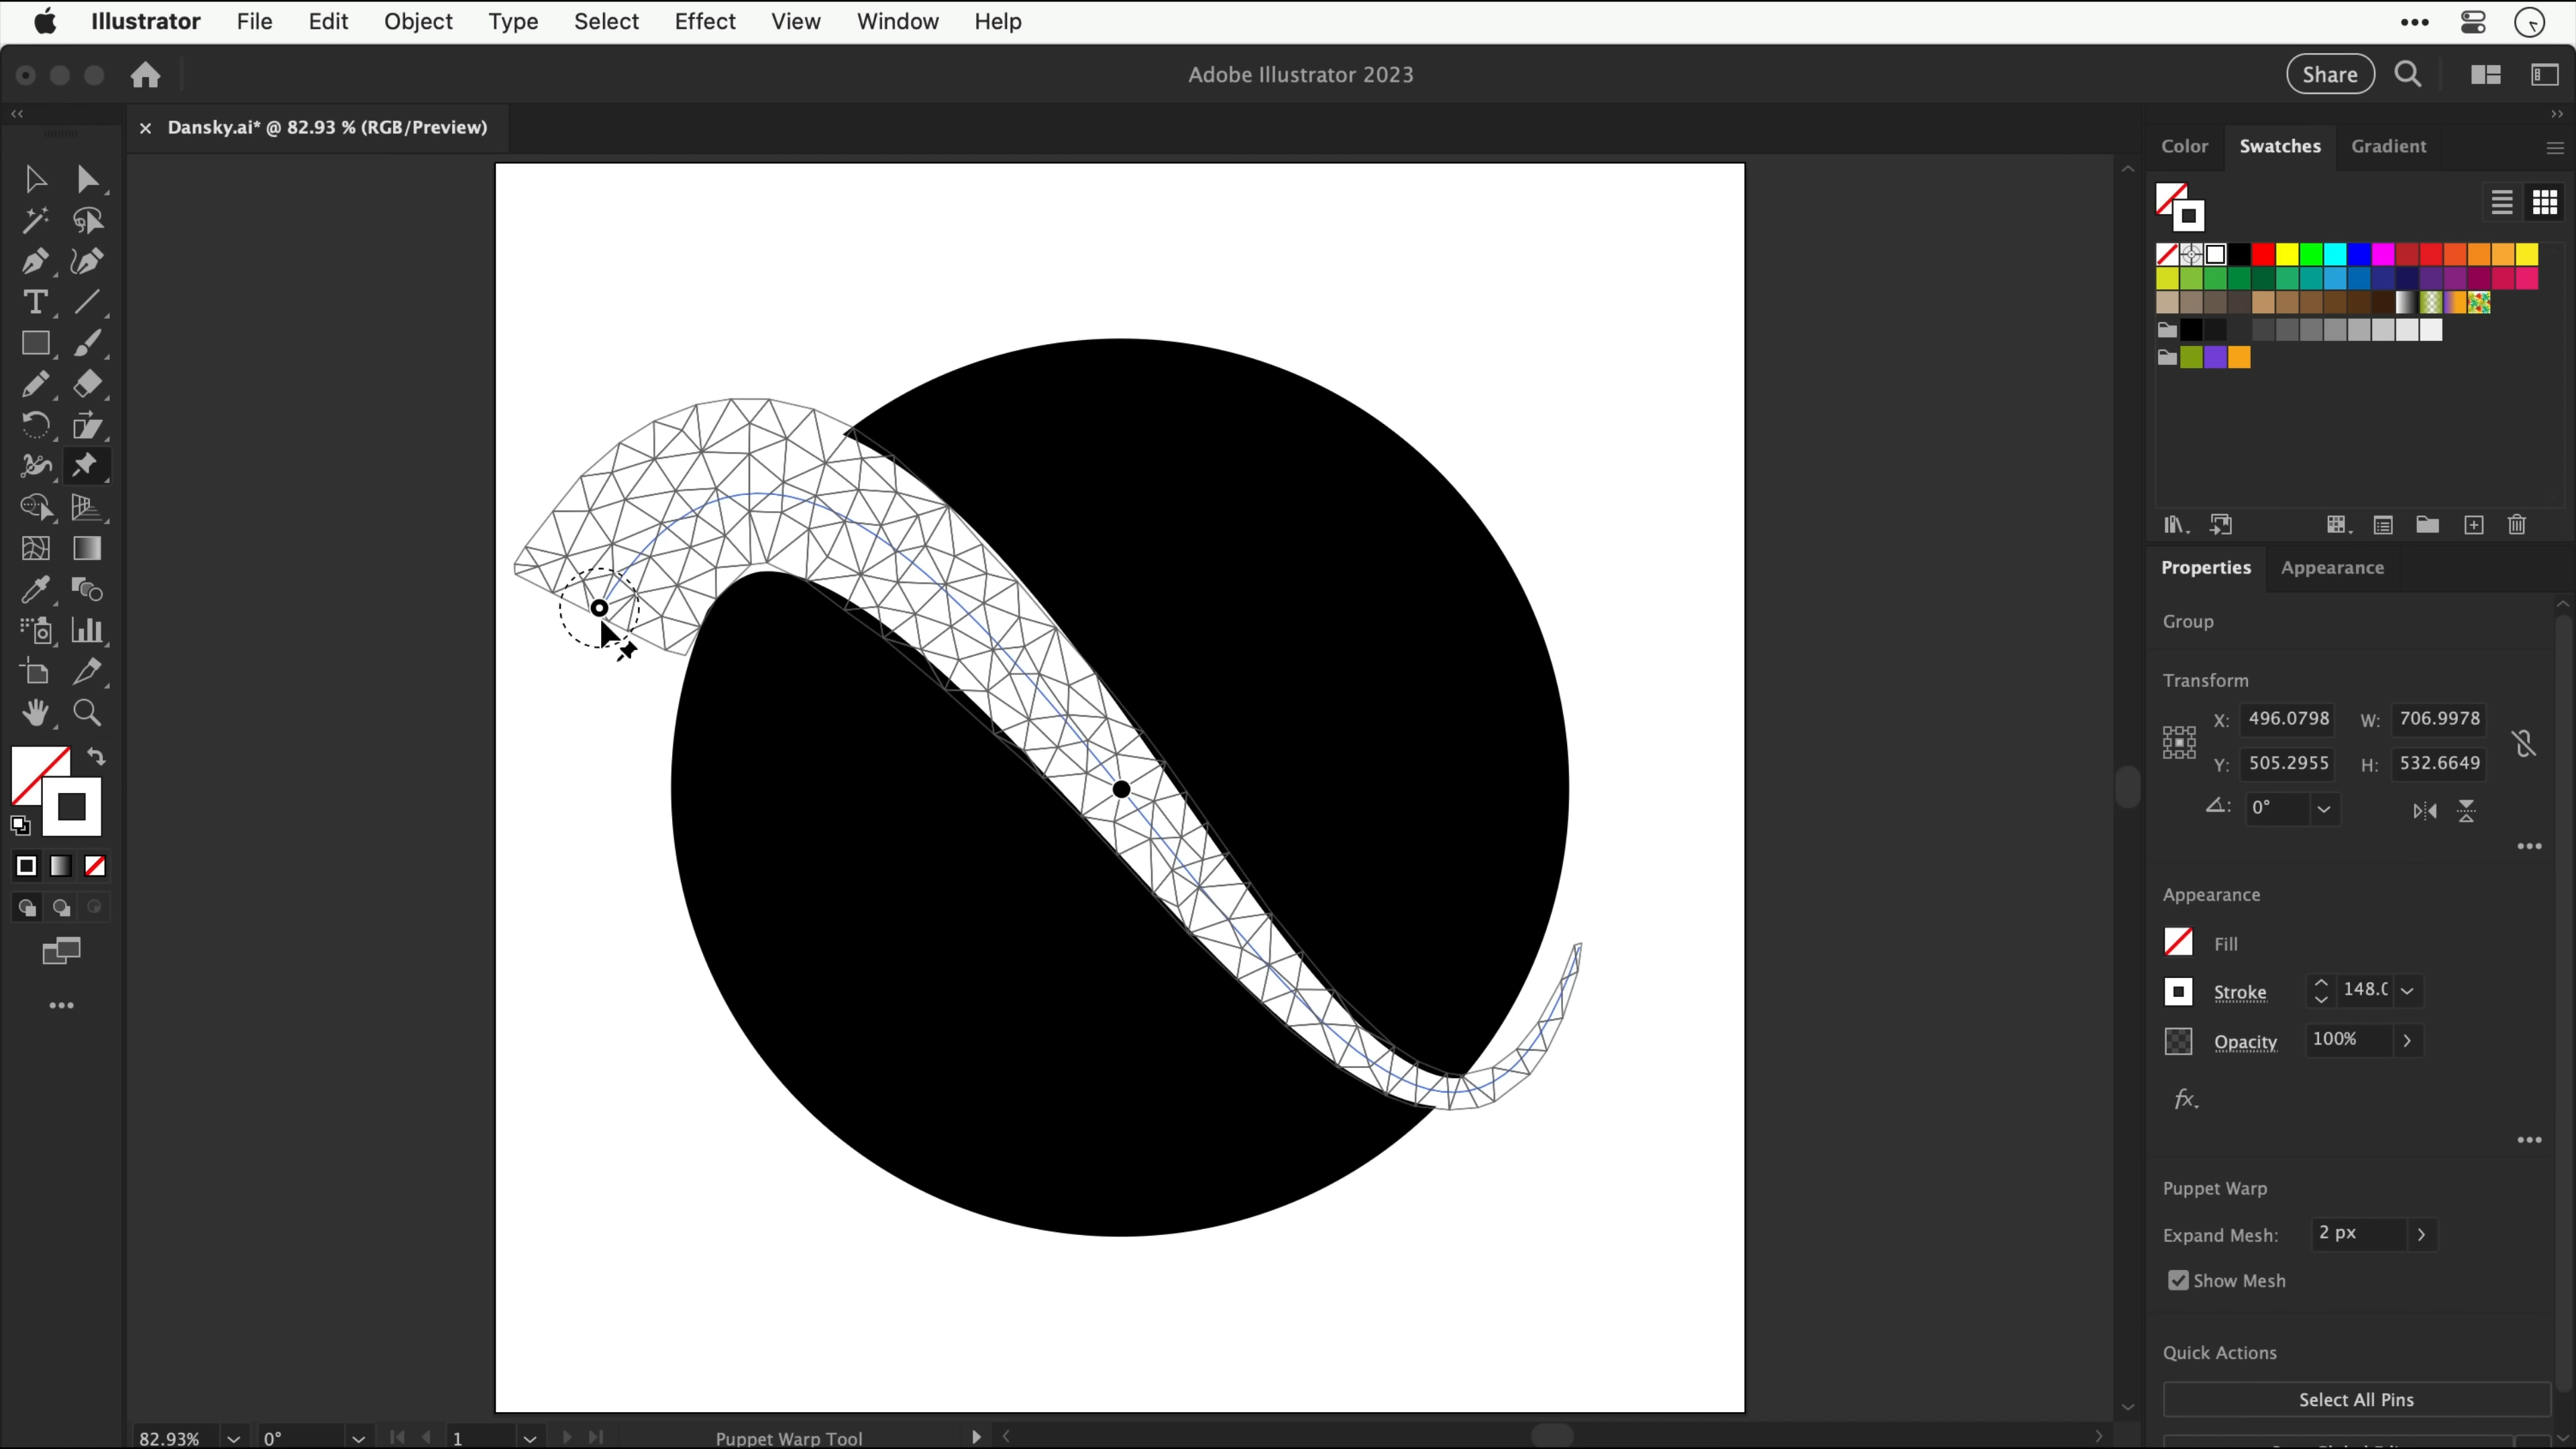 Illustrator File Edit Object Type Select Effect View Window Help
Adobe Illustrator 2023
Share
Dansky.ai* @ 82.93 % (RGB/Preview)
Color Swatches Gradient
Properties Appearance
Group
Transform
X: 496.0798 W: 706.9978
Y: 505.2955 H: 532.6649
0°
Appearance
Fill
Stroke 148.0
Opacity 100%
fx.
Puppet Warp
Expand Mesh: 2 px
Show Mesh
Quick Actions
Select All Pins
82.93% 0° 1 Puppet Warp Tool